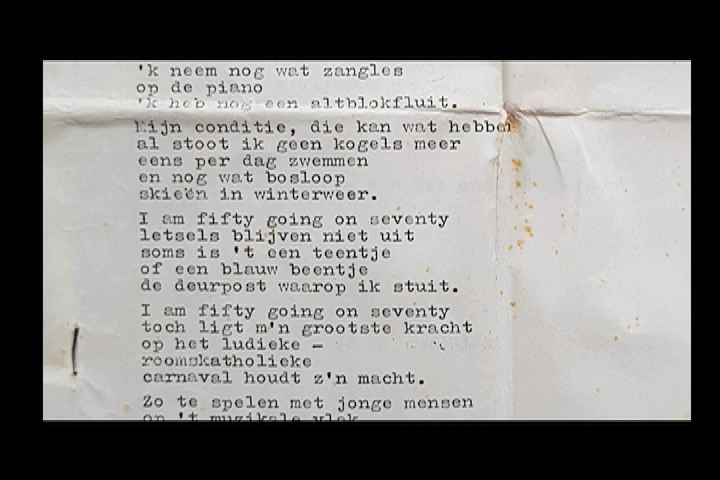 'k neem nog wat zangles
op de piano
'k heb nog een altblokfluit.
Mijn conditie, die kan wat hebben
al stoot ik geen kogels meer
eens per dag zwemmen
en nog wat bosloop
skieën in winterweer.
I am fifty going on seventy
letsels blijven niet uit
soms is 't een teentje
of een blauw beentje
de deurpost waarop ik stuit.
I am fifty going on seventy
toch ligt m'n grootste kracht
op het ludieke -
roomskatholieke
carnaval houdt z'n macht.
Zo te spelen met jonge mensen
op 't muzikale vlak